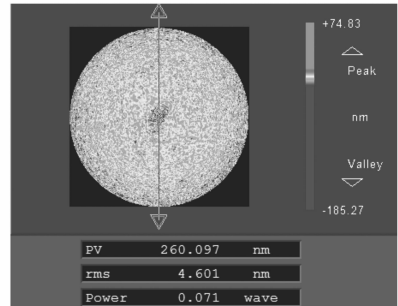 +74.83
Peak
nm
Valley
-185.27
PV 260.097 nm
rms 4.601 nm
Power 0.071 wave